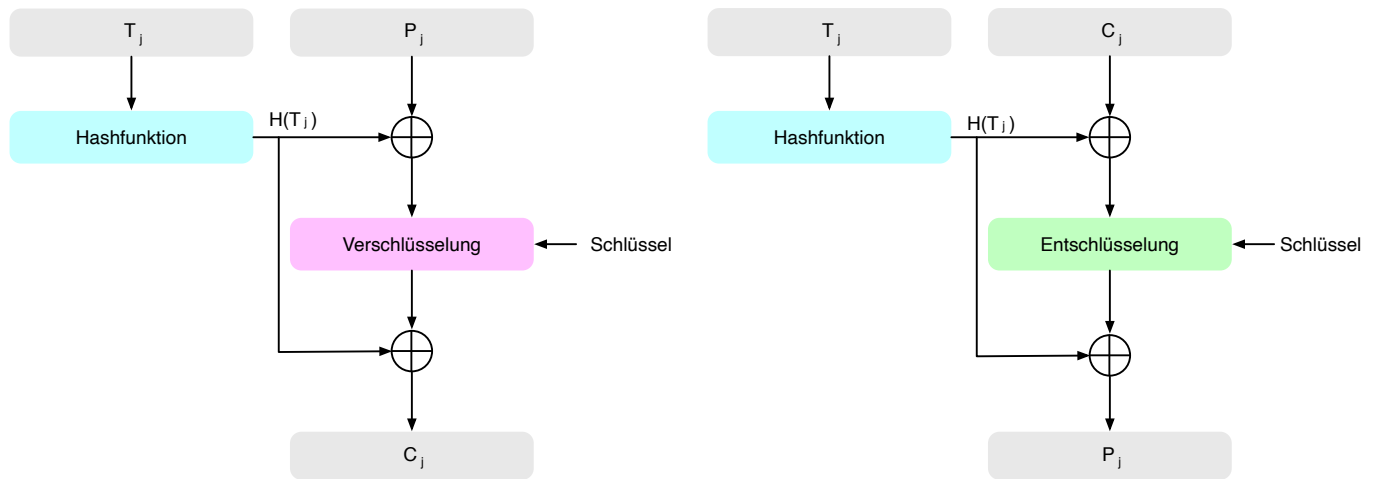 T j
P j
Hashfunktion
H(T j)
Verschlüsselung
Schlüssel
C j
T j
C j
Hashfunktion
H(T j)
Entschlüsselung
Schlüssel
P j